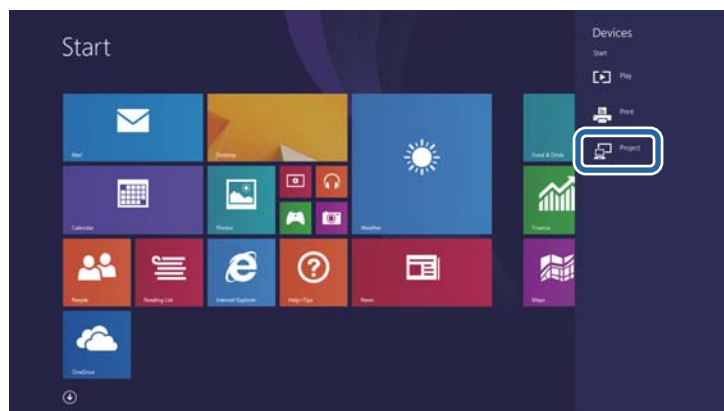 Start
Devices
Start
Play
Print
Project
Mail
Desktop
Food & Drink
Calendar
Photos
Weather
Finance
People
Reading List
Internet Explorer
Help+Tips
News
Maps
OneDrive